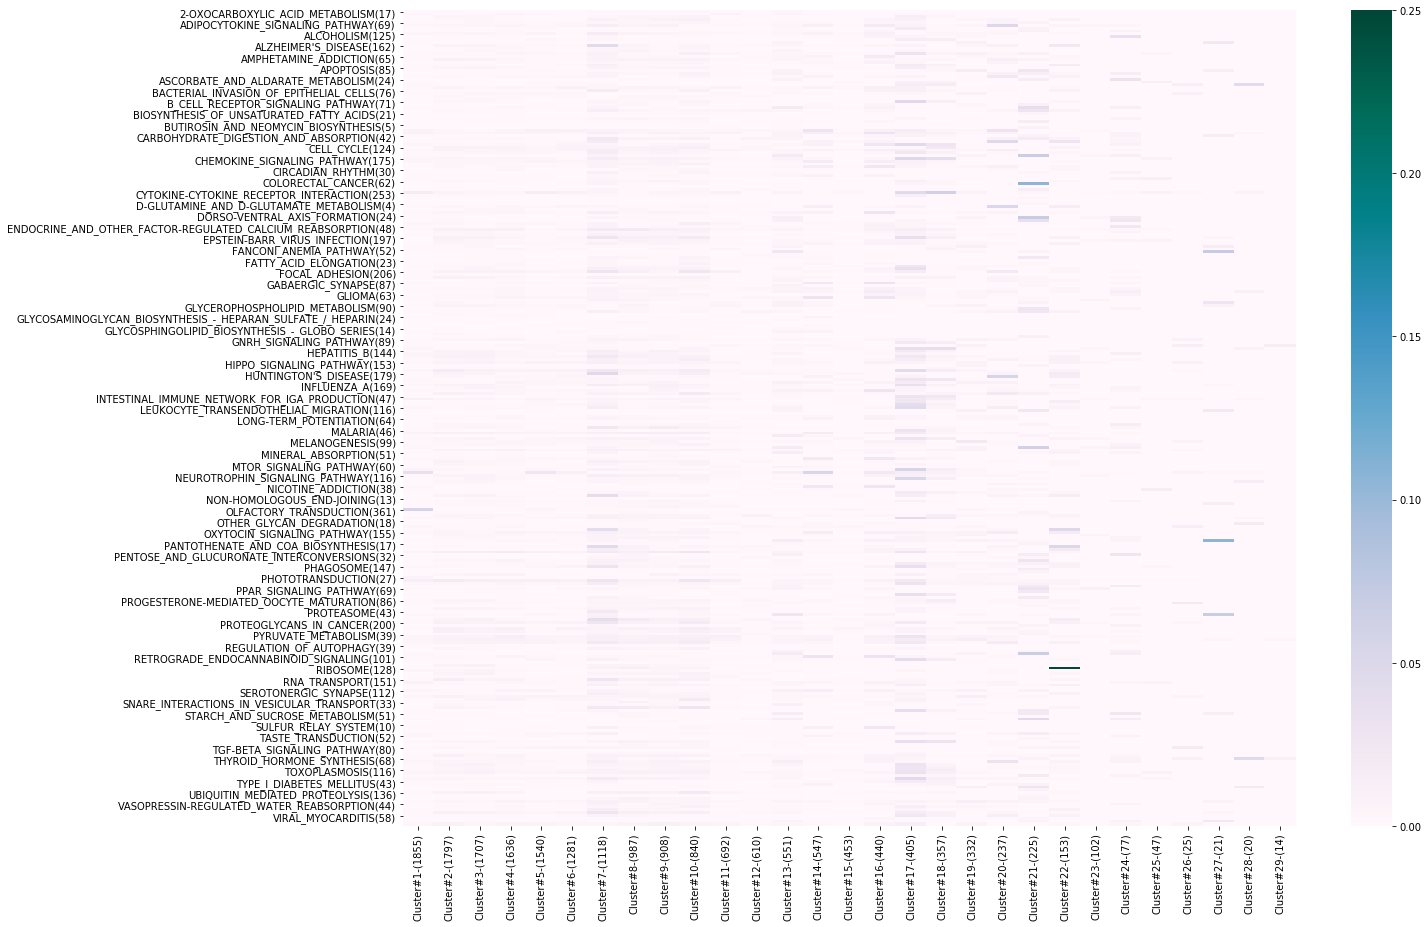 2-OXOCARBOXYLIC_ACID_METABOLISM(17)
ADIPOCYTOKINE_SIGNALING_PATHWAY(69)
ALCOHOLISM(125)
ALZHEIMER'S_DISEASE(162)
AMPHETAMINE_ADDICTION(65)
APOPTOSIS(85)
ASCORBATE_AND_ALDARATE_METABOLISM(24)
BACTERIAL_INVASION_OF_EPITHELIAL_CELLS(76)
B_CELL_RECEPTOR_SIGNALING_PATHWAY(71)
BIOSYNTHESIS_OF_UNSATURATED_FATTY_ACIDS(21)
BUTIROSIN_AND_NEOMYCIN_BIOSYNTHESIS(5)
CARBOHYDRATE_DIGESTION_AND_ABSORPTION(42)
CELL_CYCLE(124)
CHEMOKINE_SIGNALING_PATHWAY(175)
CIRCADIAN_RHYTHM(30)
COLORECTAL_CANCER(62)
CYTOKINE-CYTOKINE_RECEPTOR_INTERACTION(253)
D-GLUTAMINE_AND_D-GLUTAMATE_METABOLISM(4)
DORSO-VENTRAL_AXIS_FORMATION(24)
ENDOCRINE_AND_OTHER_FACTOR-REGULATED_CALCIUM_REABSORPTION(48)
EPSTEIN-BARR_VIRUS_INFECTION(197)
FANCONI_ANEMIA_PATHWAY(52)
FATTY_ACID_ELONGATION(23)
FOCAL_ADHESION(206)
GABAERGIC_SYNAPSE(87)
GLIOMA(63)
GLYCEROPHOSPHOLIPID_METABOLISM(90)
GLYCOSAMINOGLYCAN_BIOSYNTHESIS_-_HEPARAN_SULFATE_/_HEPARIN(24)
GLYCOSPHINGOLIPID_BIOSYNTHESIS_-_GLOBO_SERIES(14)
GNRH_SIGNALING_PATHWAY(89)
HEPATITIS_B(144)
HIPPO_SIGNALING_PATHWAY(153)
HUNTINGTON'S_DISEASE(179)
INFLUENZA_A(169)
INTESTINAL_IMMUNE_NETWORK_FOR_IGA_PRODUCTION(47)
LEUKOCYTE_TRANSENDOTHELIAL_MIGRATION(116)
LONG-TERM_POTENTIATION(64)
MALARIA(46)
MELANOGENESIS(99)
MINERAL_ABSORPTION(51)
MTOR_SIGNALING_PATHWAY(60)
NEUROTROPHIN_SIGNALING_PATHWAY(116)
NICOTINE_ADDICTION(38)
NON-HOMOLOGOUS_END-JOINING(13)
OLFACTORY_TRANSDUCTION(361)
OTHER_GLYCAN_DEGRADATION(18)
OXYTOCIN_SIGNALING_PATHWAY(155)
PANTOTHENATE_AND_COA_BIOSYNTHESIS(17)
PENTOSE_AND_GLUCURONATE_INTERCONVERSIONS(32)
PHAGOSOME(147)
PHOTOTRANSDUCTION(27)
PPAR_SIGNALING_PATHWAY(69)
PROGESTERONE-MEDIATED_OOCYTE_MATURATION(86)
PROTEASOME(43)
PROTEOGLYCANS_IN_CANCER(200)
PYRUVATE_METABOLISM(39)
REGULATION_OF_AUTOPHAGY(39)
RETROGRADE_ENDOCANNABINOID_SIGNALING(101)
RIBOSOME(128)
RNA_TRANSPORT(151)
SEROTONERGIC_SYNAPSE(112)
SNARE_INTERACTIONS_IN_VESICULAR_TRANSPORT(33)
STARCH_AND_SUCROSE_METABOLISM(51)
SULFUR_RELAY_SYSTEM(10)
TASTE_TRANSDUCTION(52)
TGF-BETA_SIGNALING_PATHWAY(80)
THYROID_HORMONE_SYNTHESIS(68)
TOXOPLASMOSIS(116)
TYPE_I_DIABETES_MELLITUS(43)
UBIQUITIN_MEDIATED_PROTEOLYSIS(136)
VASOPRESSIN-REGULATED_WATER_REABSORPTION(44)
VIRAL_MYOCARDITIS(58)
Cluster#1-(1855)
Cluster#2-(1797)
Cluster#3-(1707)
Cluster#4-(1636)
Cluster#5-(1540)
Cluster#6-(1281)
Cluster#7-(1118)
Cluster#8-(987)
Cluster#9-(908)
Cluster#10-(840)
Cluster#11-(692)
Cluster#12-(610)
Cluster#13-(551)
Cluster#14-(547)
Cluster#15-(453)
Cluster#16-(440)
Cluster#17-(405)
Cluster#18-(357)
Cluster#19-(332)
Cluster#20-(237)
Cluster#21-(225)
Cluster#22-(153)
Cluster#23-(102)
Cluster#24-(77)
Cluster#25-(47)
Cluster#26-(25)
Cluster#27-(21)
Cluster#28-(20)
Cluster#29-(14)
0.25
0.20
0.15
0.10
0.05
0.00